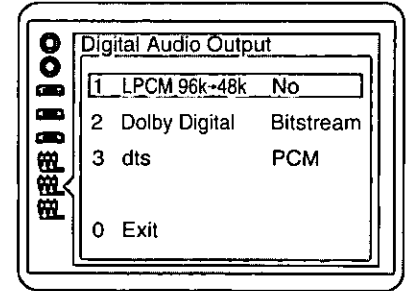 Digital Audio Output
1 LPCM 96k→48k No
2 Dolby Digital Bitstream
3 dts PCM
0 Exit